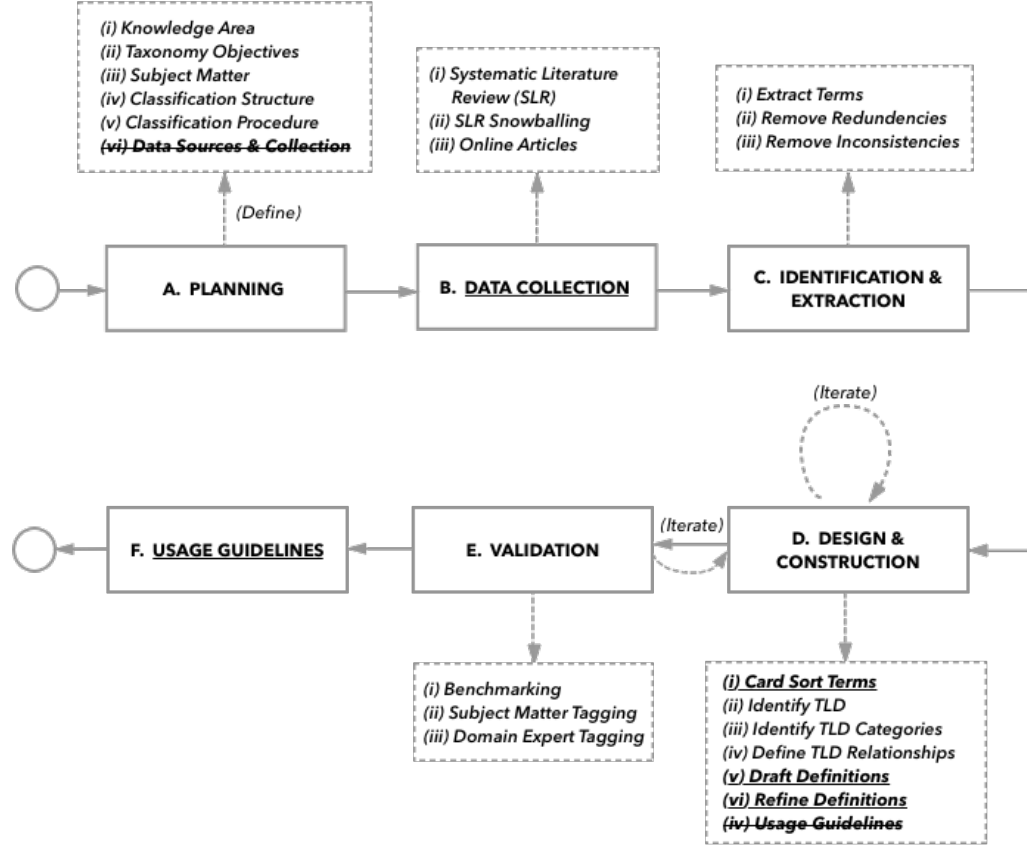 (i) Knowledge Area
(ii) Taxonomy Objectives
(iii) Subject Matter
(iv) Classification Structure
(v) Classification Procedure
(vi) Data Sources & Collection
(i) Systematic Literature
Review (SLR)
(ii) SLR Snowballing
(iii) Online Articles
(i) Extract Terms
(ii) Remove Redundencies
(iii) Remove Inconsistencies
(Define)
A. PLANNING
B. DATA COLLECTION
C. IDENTIFICATION &
EXTRACTION
(Iterate)
F. USAGE GUIDELINES
E. VALIDATION
(Iterate)
D. DESIGN &
CONSTRUCTION
(i) Benchmarking
(ii) Subject Matter Tagging
(iii) Domain Expert Tagging
(i) Card Sort Terms
(ii) Identify TLD
(iii) Identify TLD Categories
(iv) Define TLD Relationships
(v) Draft Definitions
(vi) Refine Definitions
(iv) Usage Guidelines